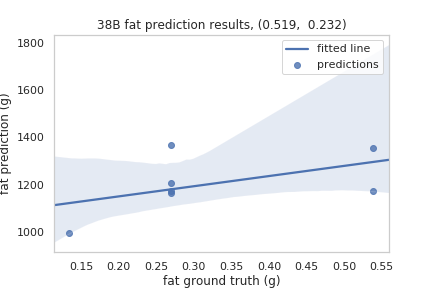 38B fat prediction results, (0.519,  0.232)
fitted line
predictions
fat prediction (g)
1800
1600
1400
1200
1000
0.15 0.20 0.25 0.30 0.35 0.40 0.45 0.50 0.55
fat ground truth (g)